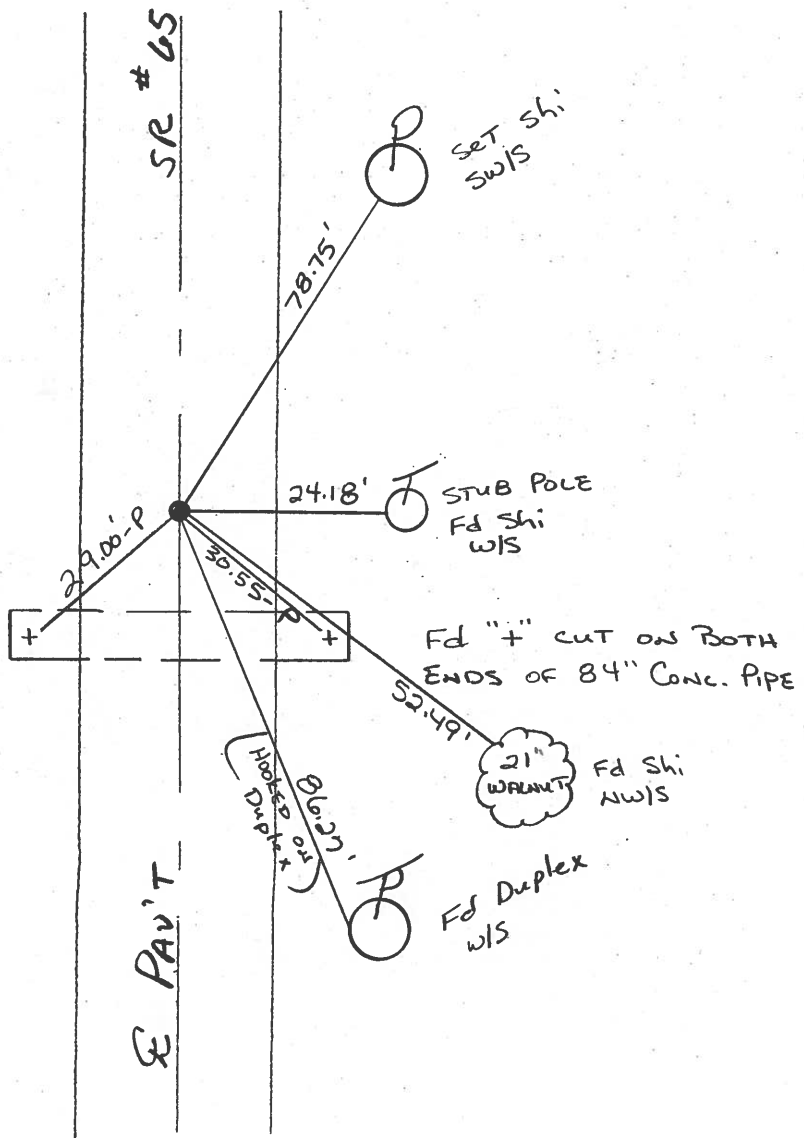 SR # 65
SET Shi
SW/S
78.75'
24.18'
STUB POLE
Fd Shi
W/S
29.00'-P
30.55-P
+
+
Fd "+" CUT ON BOTH
ENDS OF 84" CONC. PIPE
52.49'
21"
WALNUT
Fd Shi
NW/S
86.27'
(HOOKED ON
Duplex)
Fd Duplex
W/S
℄ PAV'T